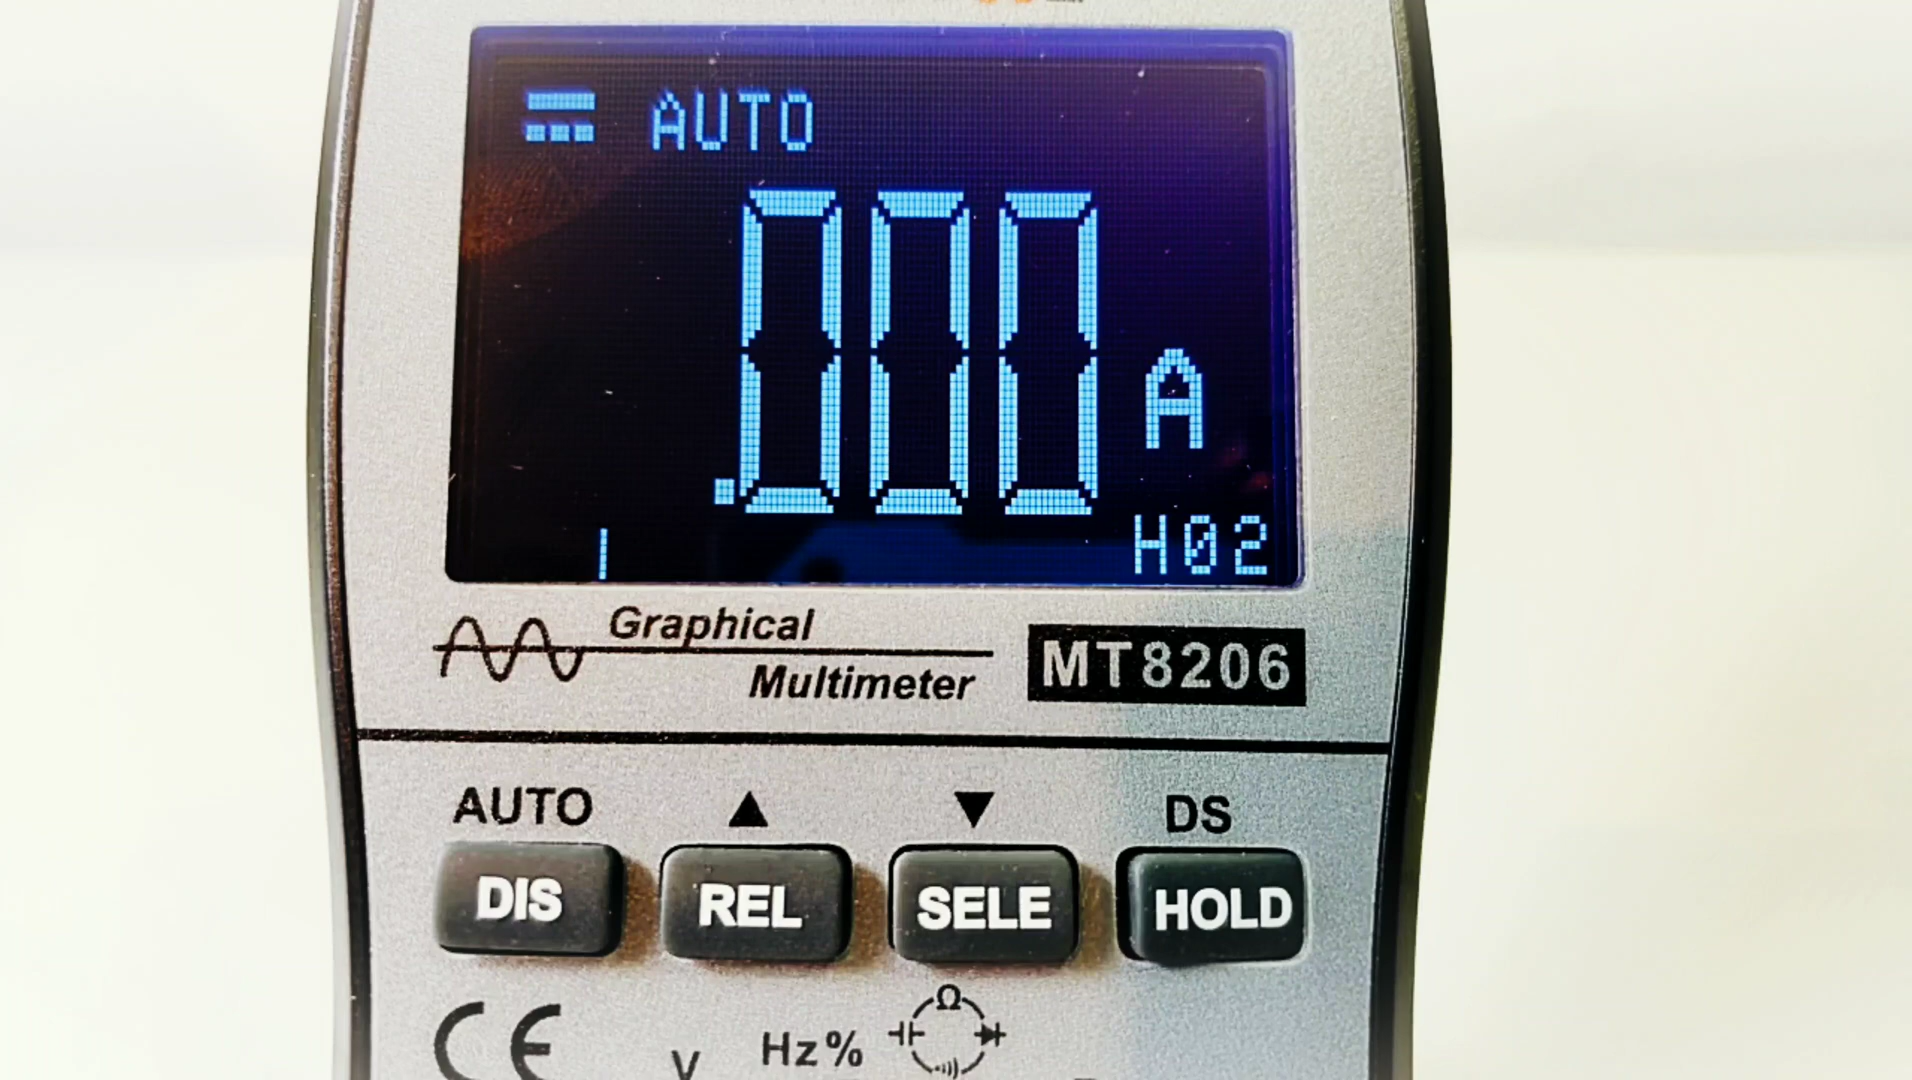 AUTO
.000 A
H02
Graphical
Multimeter
MT8206
AUTO ▲ ▼ DS
DIS REL SELE HOLD
CE V Hz% Ω